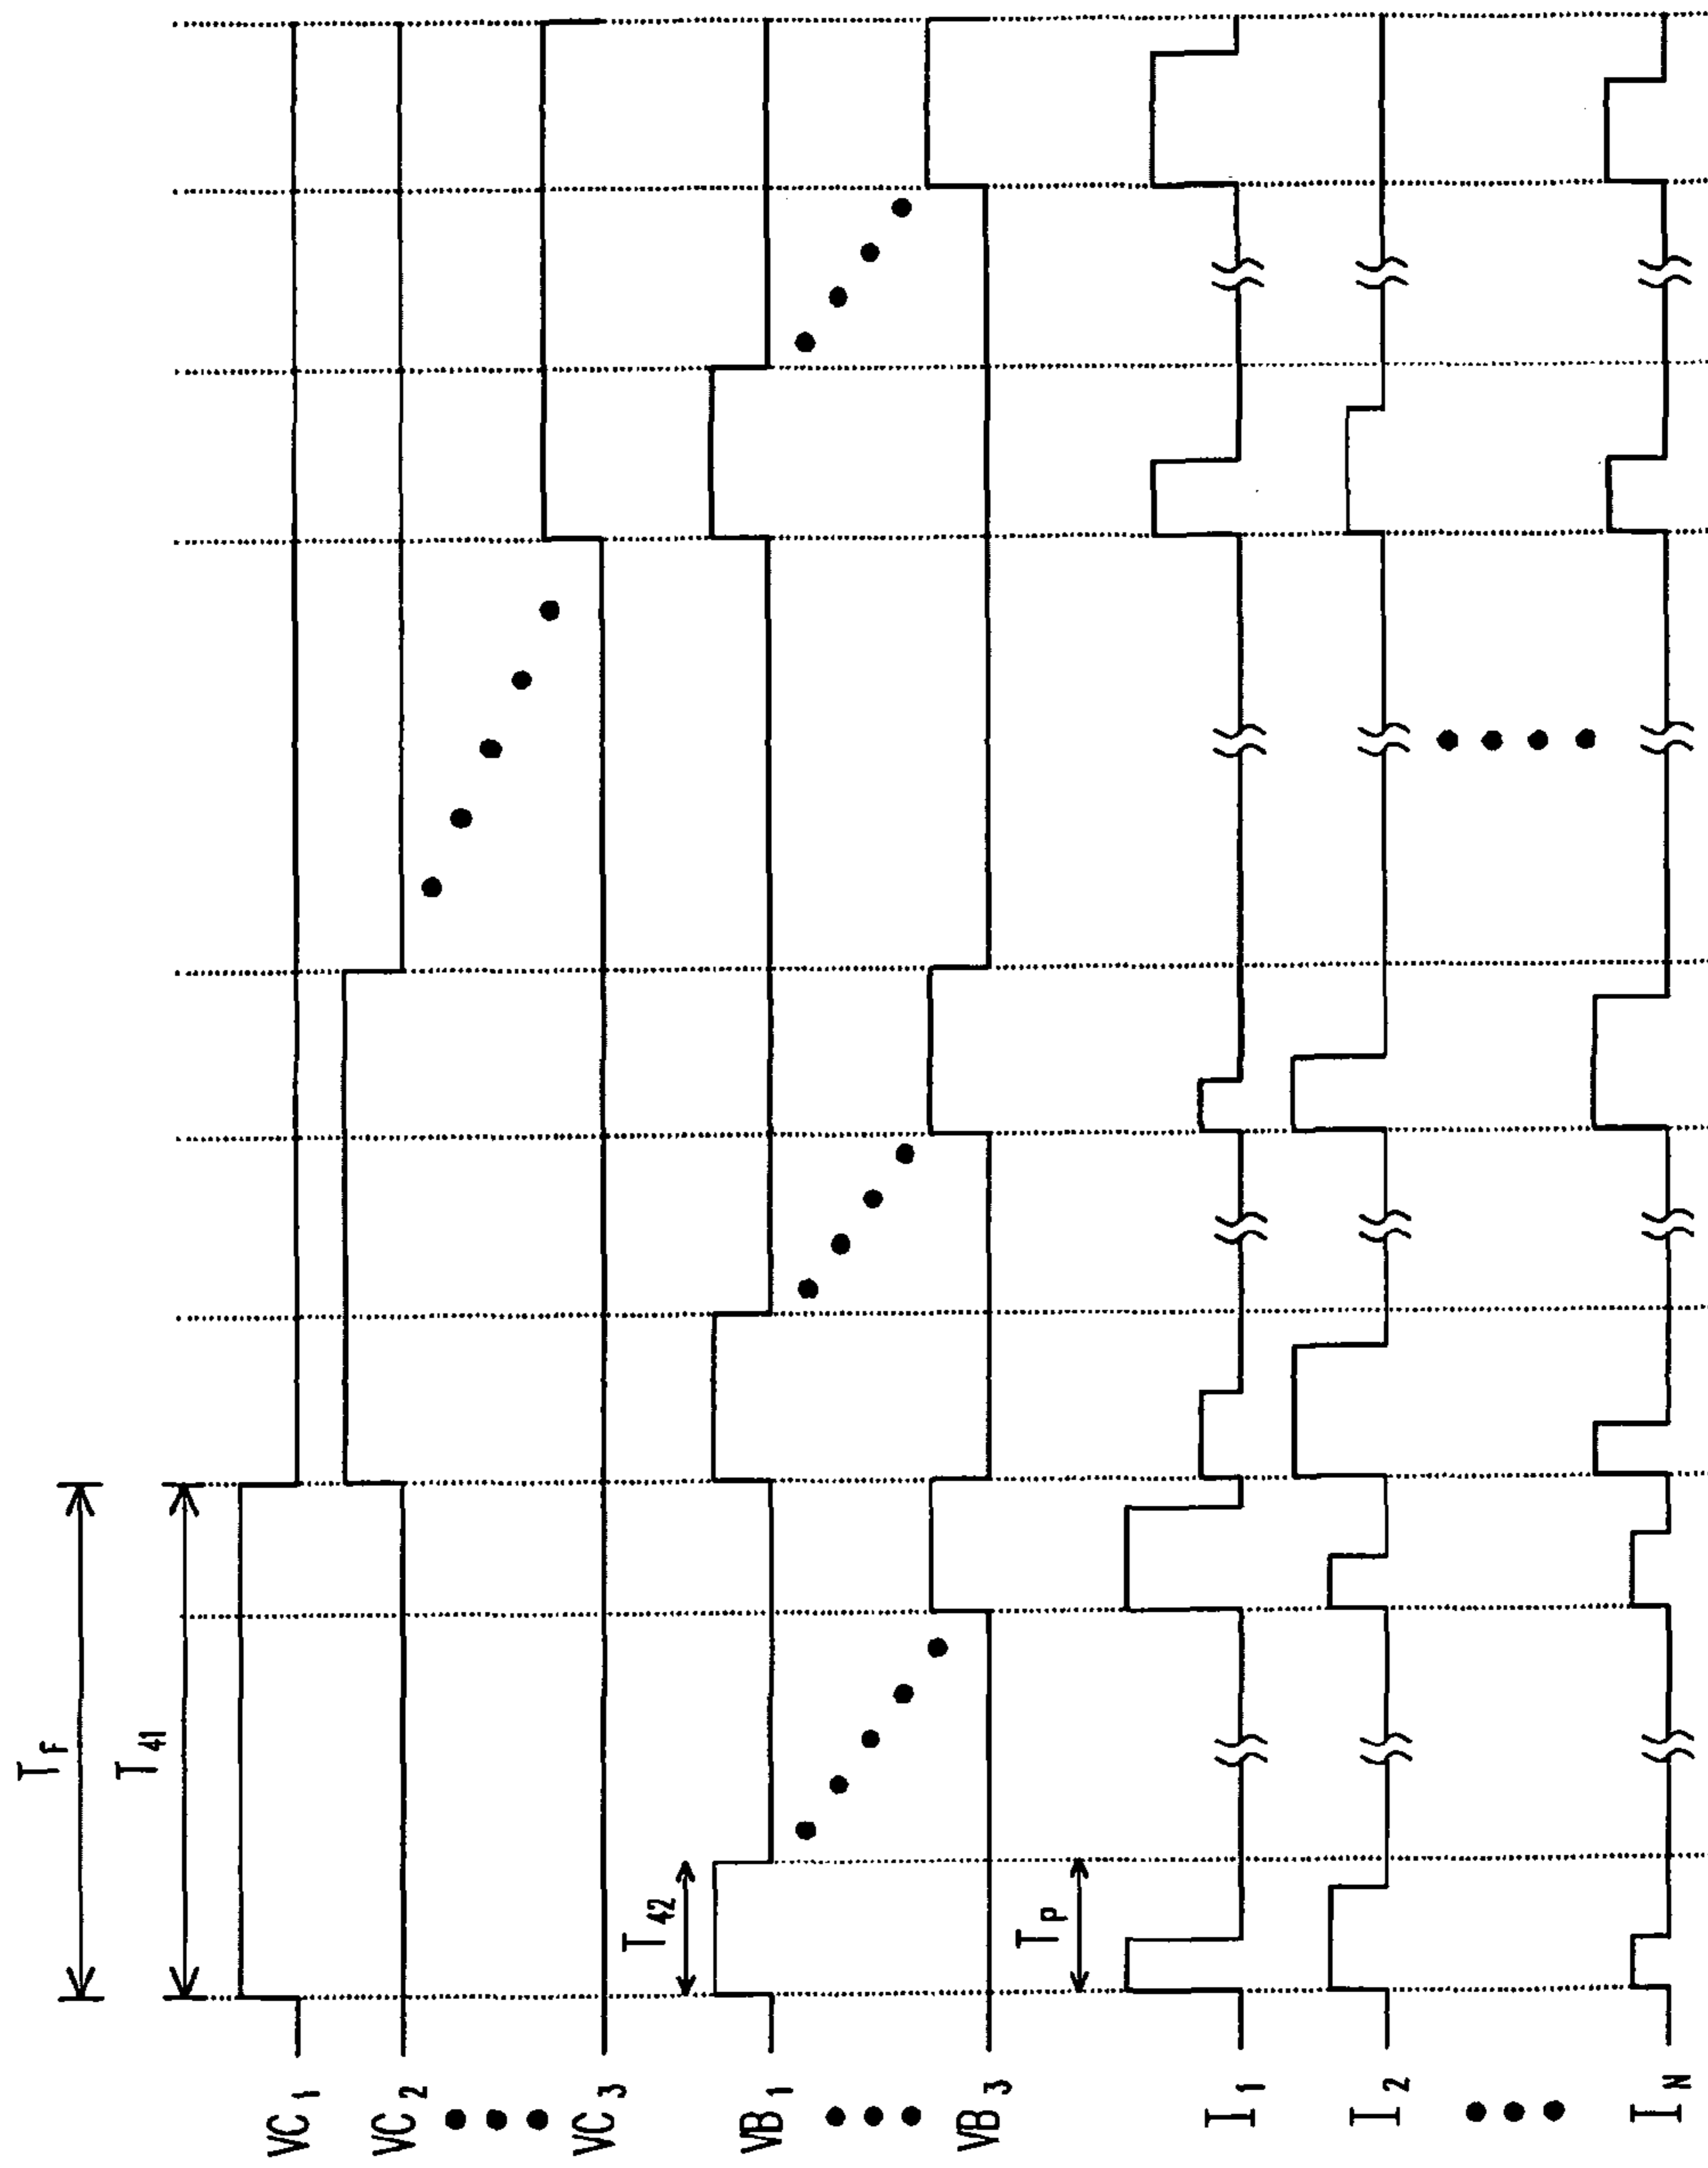 T_F
T_41
T_42
T_P
VC_1
VC_2
VC_3
VB_1
VB_3
I_1
I_2
I_N